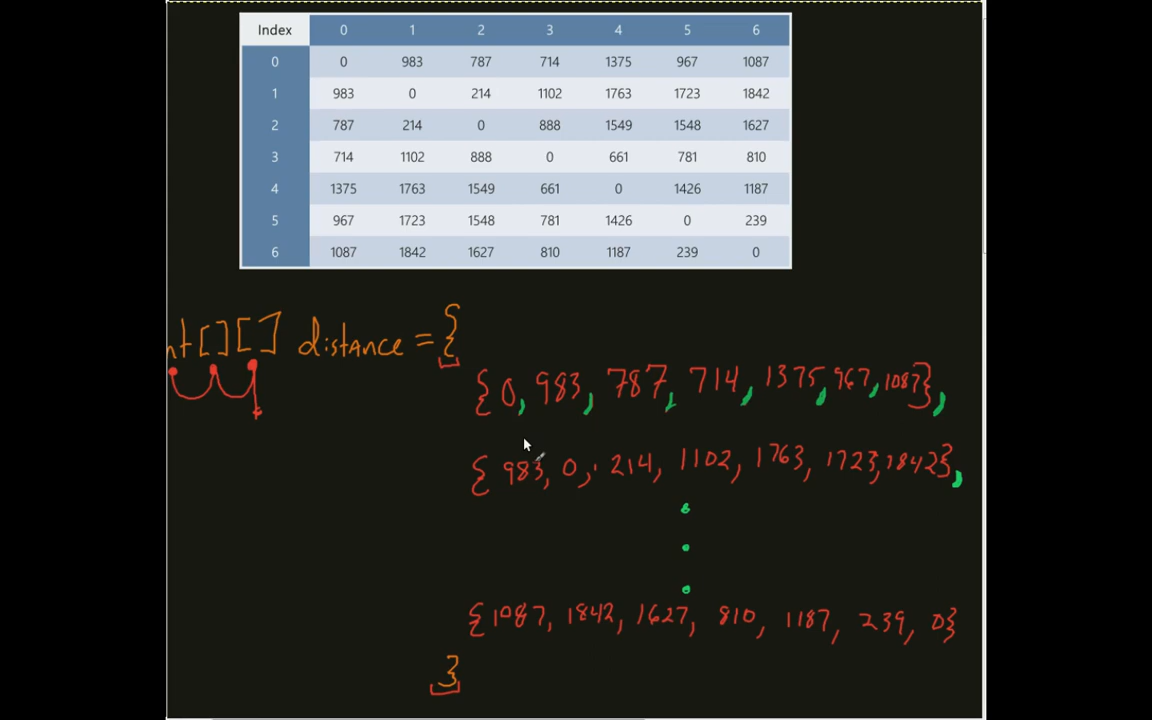 Index 0 1 2 3 4 5 6
0 0 983 787 714 1375 967 1087
1 983 0 214 1102 1763 1723 1842
2 787 214 0 888 1549 1548 1627
3 714 1102 888 0 661 781 810
4 1375 1763 1549 661 0 1426 1187
5 967 1723 1548 781 1426 0 239
6 1087 1842 1627 810 1187 239 0
nt[][] distance = {
{0, 983, 787, 714, 1375, 967, 1087},
{983, 0, 214, 1102, 1763, 1723, 1842},
.
.
.
{1087, 1842, 1627, 810, 1187, 239, 0}
}